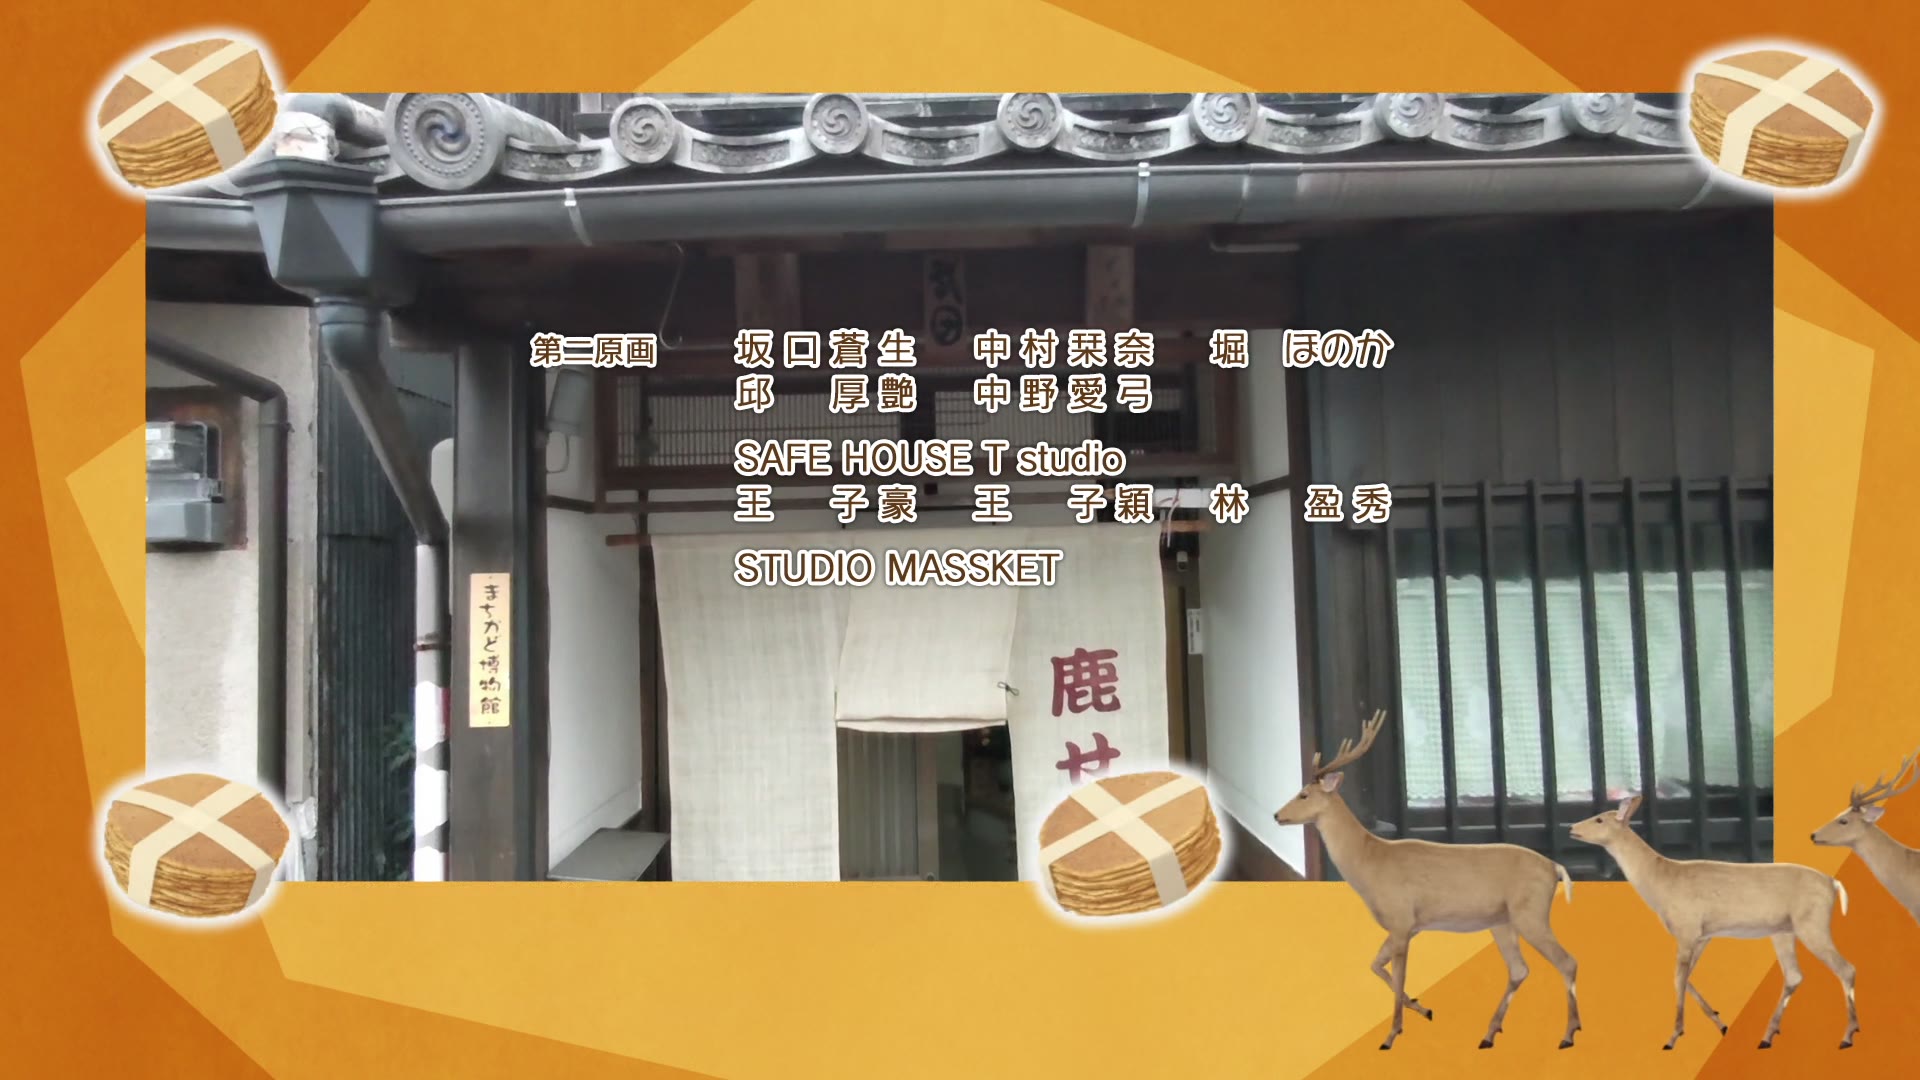 第二原画 坂口蒼生 中村栞奈 堀 ほのか
邱 厚艶 中野愛弓
SAFE HOUSE T studio
王 子豪 王 子穎 林 盈秀
STUDIO MASSKET
まちかど博物館
鹿せ